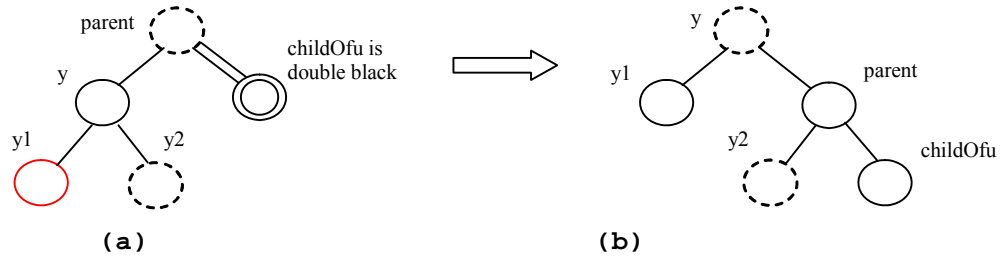 parent
childOfu is
double black
y
y1
y2
(a)
y
y1
parent
y2
childOfu
(b)